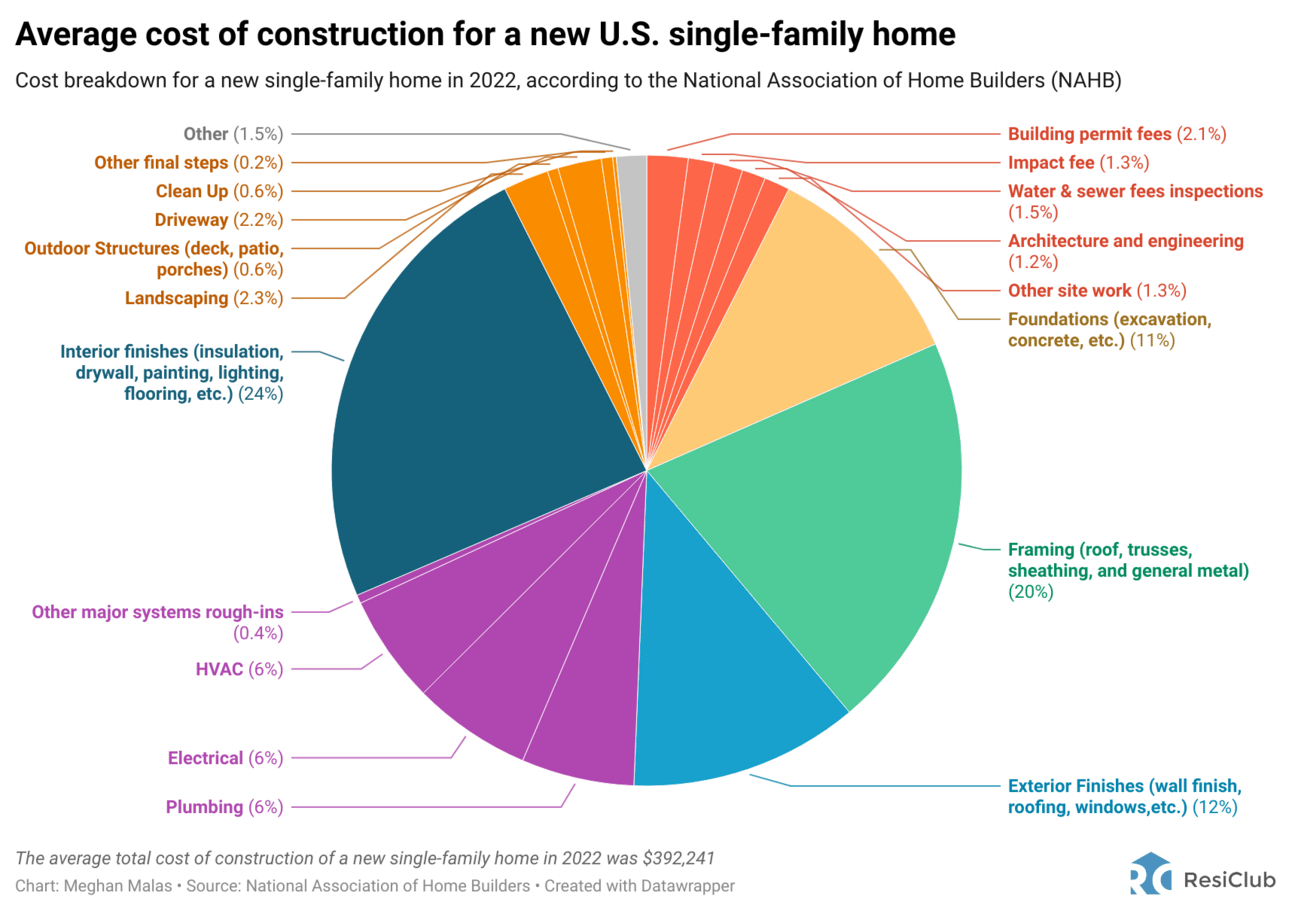 Average cost of construction for a new U.S. single-family home
Cost breakdown for a new single-family home in 2022, according to the National Association of Home Builders (NAHB)
Other (1.5%)
Other final steps (0.2%)
Clean Up (0.6%)
Driveway (2.2%)
Outdoor Structures (deck, patio,
porches) (0.6%)
Landscaping (2.3%)
Interior finishes (insulation,
drywall, painting, lighting,
flooring, etc.) (24%)
Other major systems rough-ins
(0.4%)
HVAC (6%)
Electrical (6%)
Plumbing (6%)
Building permit fees (2.1%)
Impact fee (1.3%)
Water & sewer fees inspections
(1.5%)
Architecture and engineering
(1.2%)
Other site work (1.3%)
Foundations (excavation,
concrete, etc.) (11%)
Framing (roof, trusses,
sheathing, and general metal)
(20%)
Exterior Finishes (wall finish,
roofing, windows,etc.) (12%)
The average total cost of construction of a new single-family home in 2022 was $392,241
Chart: Meghan Malas • Source: National Association of Home Builders • Created with Datawrapper
ResiClub